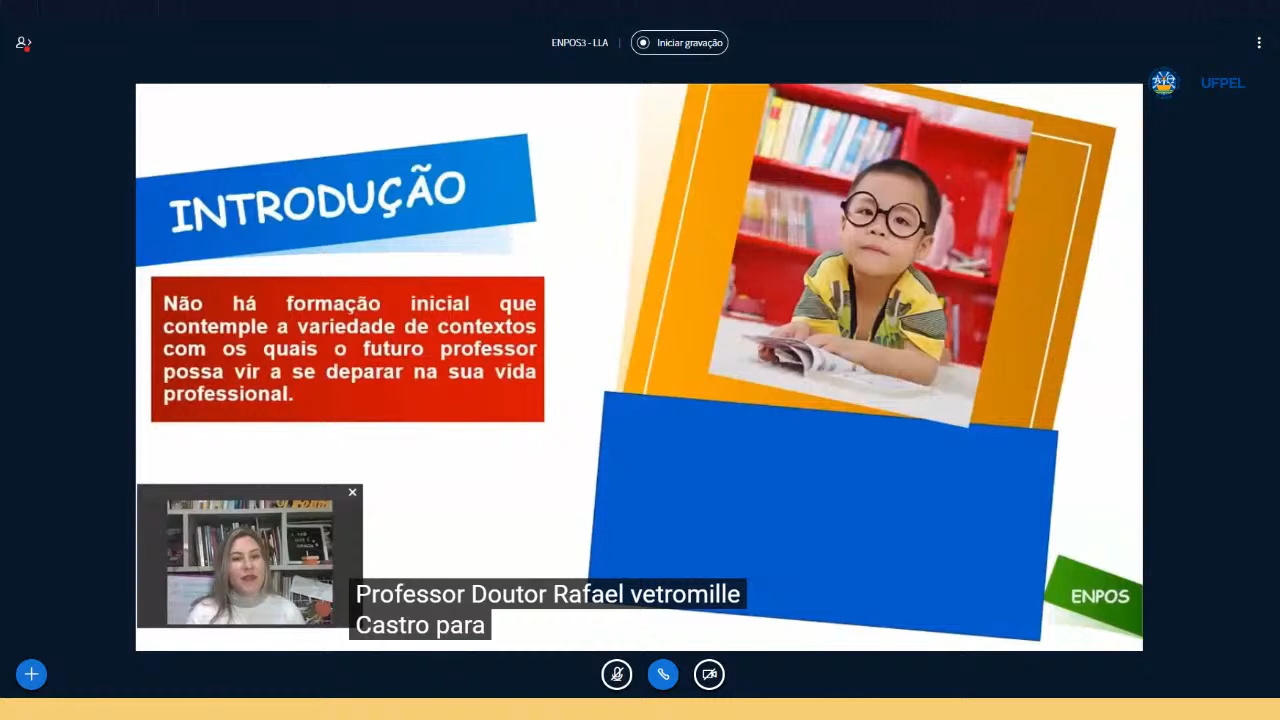 ENPOS3 - LLA
Iniciar gravação
UFPEL
INTRODUÇÃO
Não há formação inicial que
contemple a variedade de contextos
com os quais o futuro professor
possa vir a se deparar na sua vida
professional.
ENPOS
Professor Doutor Rafael vetromille
Castro para